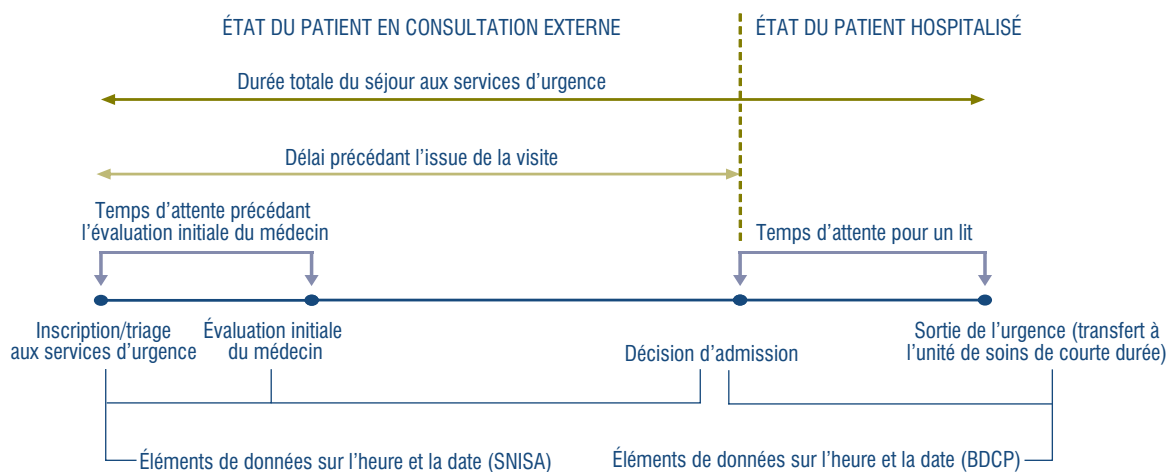 ÉTAT DU PATIENT EN CONSULTATION EXTERNE
ÉTAT DU PATIENT HOSPITALISÉ
Durée totale du séjour aux services d’urgence
Délai précédant l’issue de la visite
Temps d’attente précédant
l’évaluation initiale du médecin
Temps d’attente pour un lit
Inscription/triage
aux services d’urgence
Évaluation initiale
du médecin
Décision d’admission
Sortie de l’urgence (transfert à
l’unité de soins de courte durée)
Éléments de données sur l’heure et la date (SNISA)
Éléments de données sur l’heure et la date (BDCP)